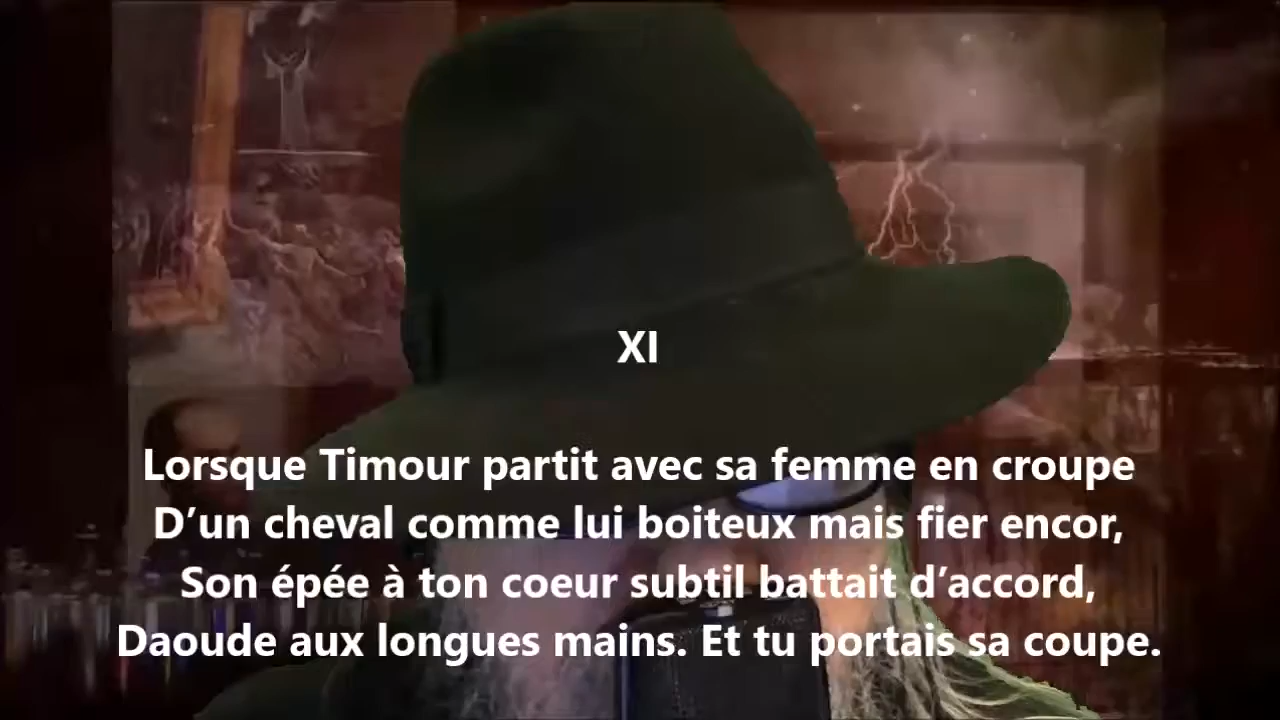 XI
Lorsque Timour partit avec sa femme en croupe
D’un cheval comme lui boiteux mais fier encor,
Son épée à ton coeur subtil battait d’accord,
Daoude aux longues mains. Et tu portais sa coupe.